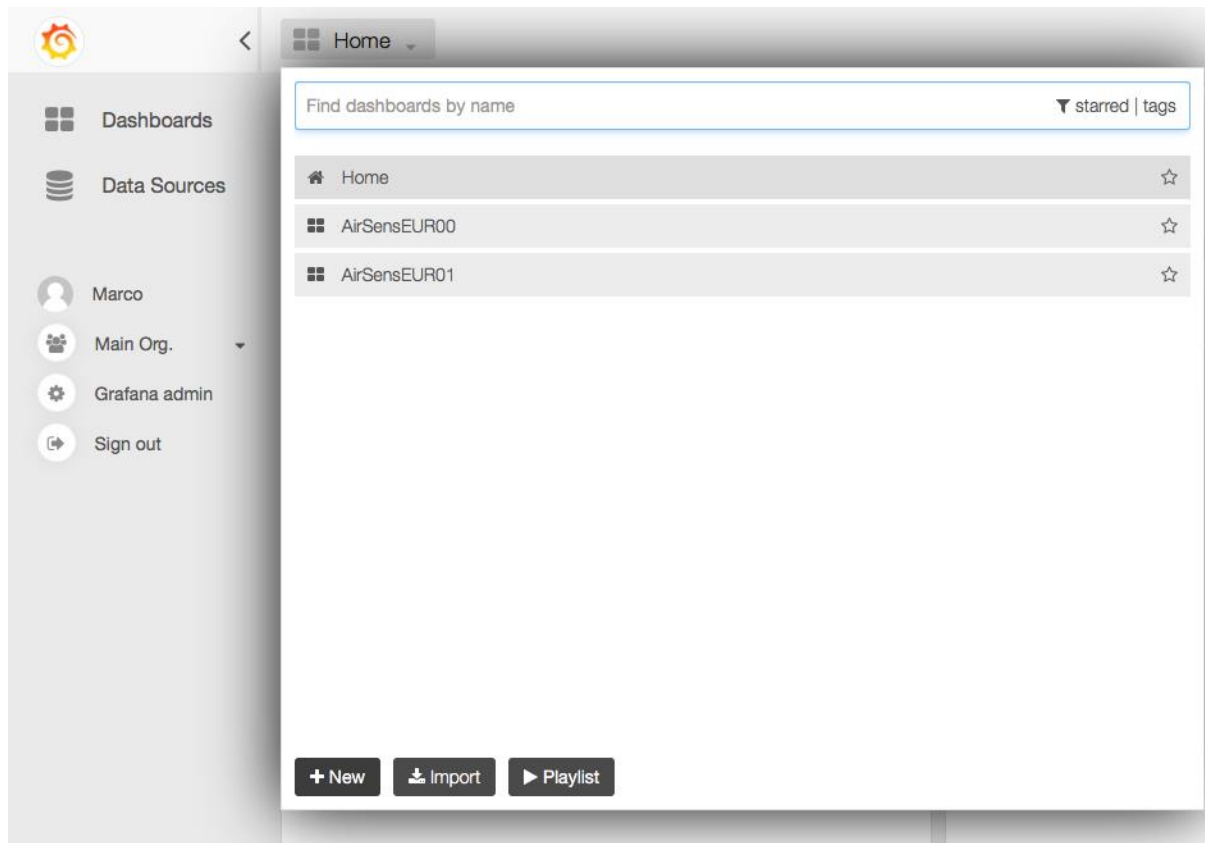 Home
Find dashboards by name starred | tags
Dashboards
Home
Data Sources
AirSensEUR00
AirSensEUR01
Marco
Main Org.
Grafana admin
Sign out
New Import Playlist